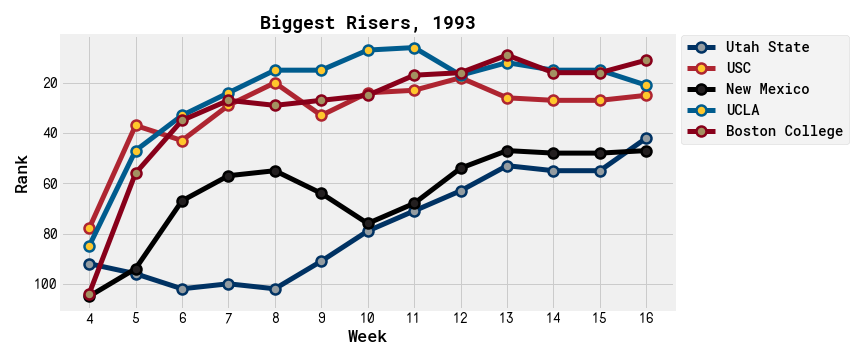 Biggest Risers, 1993
Utah State
USC
New Mexico
UCLA
Boston College
Rank
20
40
60
80
100
4 5 6 7 8 9 10 11 12 13 14 15 16
Week